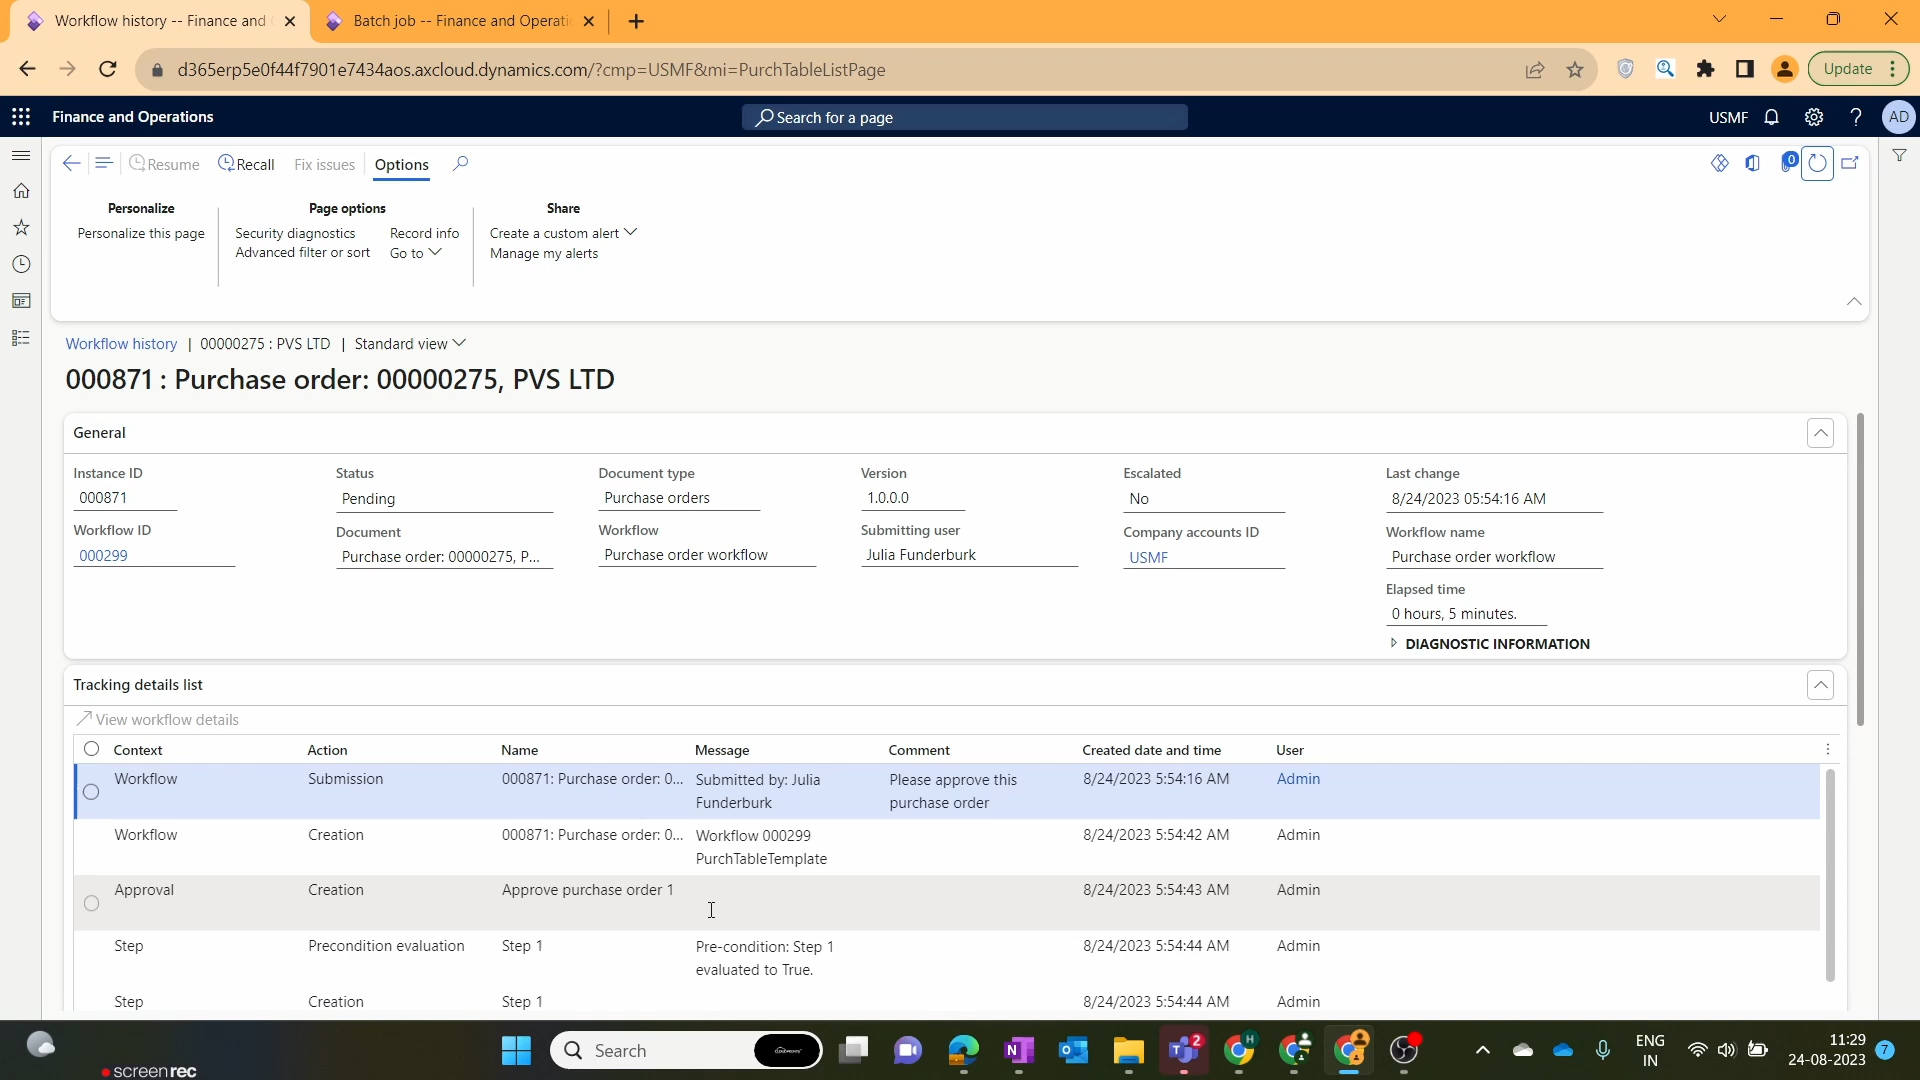 Workflow history -- Finance and
Batch job -- Finance and Operati
d365erp5e0f44f7901e7434aos.axcloud.dynamics.com/?cmp=USMF&mi=PurchTableListPage
Update
Finance and Operations
Search for a page
USMF
AD
Resume
Recall
Fix issues
Options
0
Personalize
Page options
Share
Personalize this page
Security diagnostics
Record info
Create a custom alert
Advanced filter or sort
Go to
Manage my alerts
Workflow history | 00000275 : PVS LTD | Standard view
000871 : Purchase order: 00000275, PVS LTD
General
Instance ID
Status
Document type
Version
Escalated
Last change
000871
Pending
Purchase orders
1.0.0.0
No
8/24/2023 05:54:16 AM
Workflow ID
Document
Workflow
Submitting user
Company accounts ID
Workflow name
000299
Purchase order: 00000275, P...
Purchase order workflow
Julia Funderburk
USMF
Purchase order workflow
Elapsed time
0 hours, 5 minutes.
DIAGNOSTIC INFORMATION
Tracking details list
View workflow details
Context
Action
Name
Message
Comment
Created date and time
User
Workflow
Submission
000871: Purchase order: 0...
Submitted by: Julia
Funderburk
Please approve this
purchase order
8/24/2023 5:54:16 AM
Admin
Workflow
Creation
000871: Purchase order: 0...
Workflow 000299
PurchTableTemplate
8/24/2023 5:54:42 AM
Admin
Approval
Creation
Approve purchase order 1
8/24/2023 5:54:43 AM
Admin
Step
Precondition evaluation
Step 1
Pre-condition: Step 1
evaluated to True.
8/24/2023 5:54:44 AM
Admin
Step
Creation
Step 1
8/24/2023 5:54:44 AM
Admin
screenrec
Search
2
H
ENG
IN
11:29
24-08-2023
7